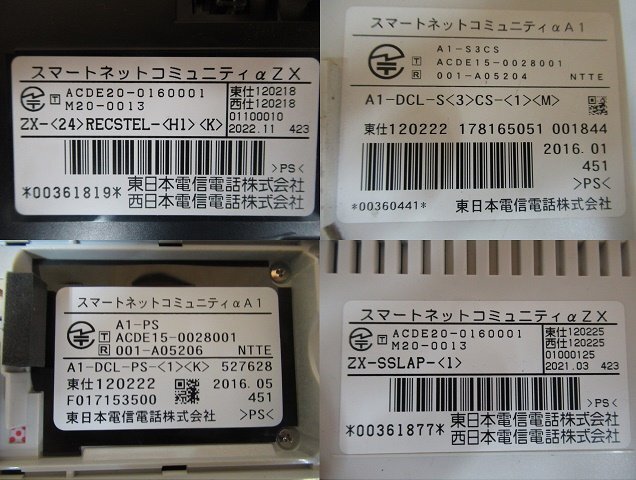 スマートネットコミュニティαZX
T ACDE20-0160001
M20-0013
東仕120218
西仕120218
01100010
ZX-<24>RECSTEL-<H1><K>
2022.11 423
>PS<
*00361819*
東日本電信電話株式会社
西日本電信電話株式会社
スマートネットコミュニティαA1
A1-S3CS
T ACDE15-0028001
R 001-A05204 NTTE
A1-DCL-S<3>CS-<1><M>
東仕120222 178165051 001844
2016.01
451
>PS<
*00360441* 東日本電信電話株式会社
スマートネットコミュニティαA1
A1-PS
T ACDE15-0028001
R 001-A05206 NTTE
A1-DCL-PS-<1><K> 527628
東仕120222 2016.05
F017153500 451
東日本電信電話株式会社 >PS<
スマートネットコミュニティαZX
T ACDE20-0160001
M20-0013
東仕120225
西仕120225
01000125
ZX-SSLAP-<1>
2021.03 423
>PS<
*00361877*
東日本電信電話株式会社
西日本電信電話株式会社